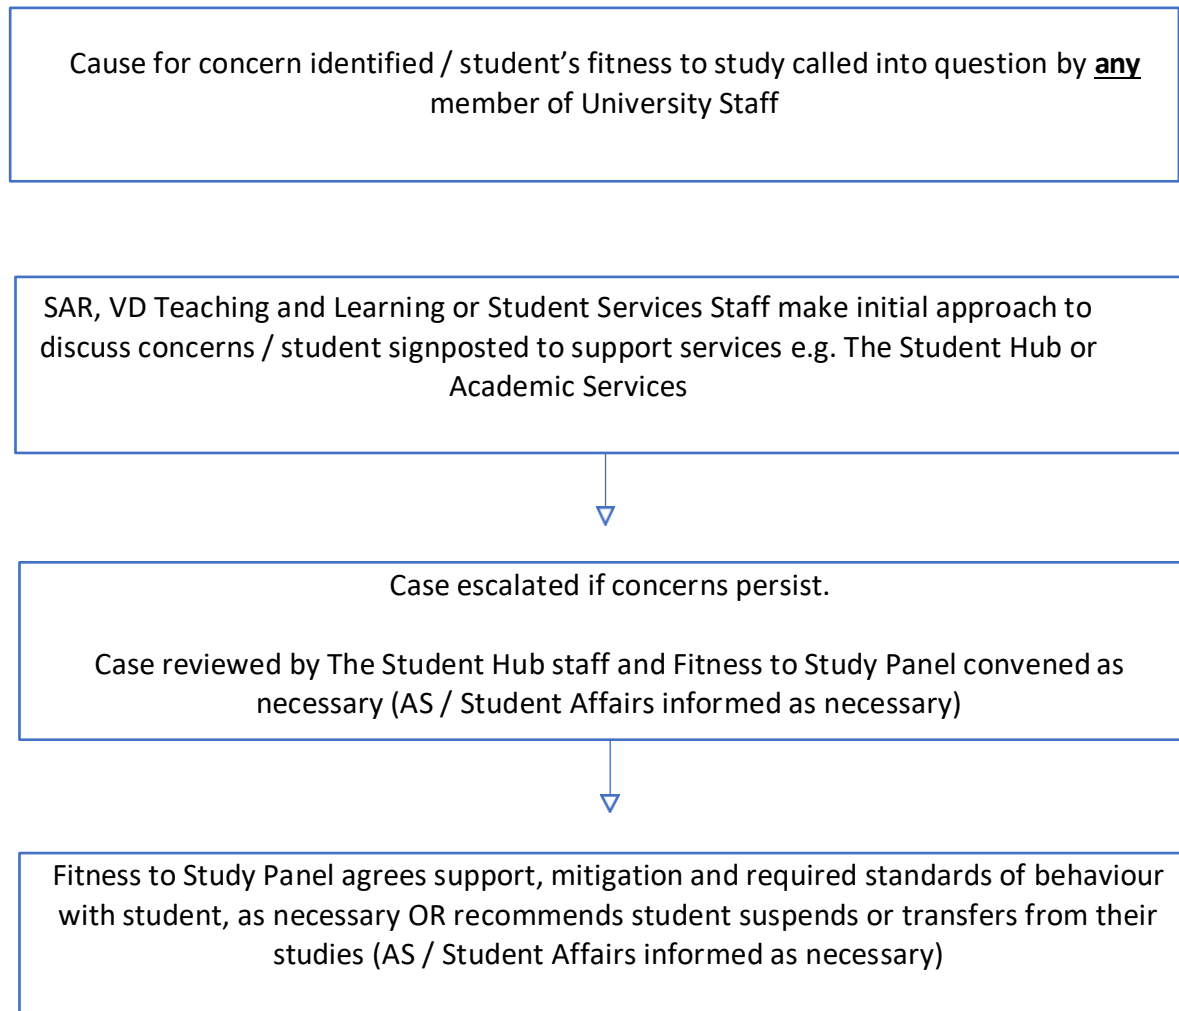 Cause for concern identified / student’s fitness to study called into question by any
member of University Staff
SAR, VD Teaching and Learning or Student Services Staff make initial approach to
discuss concerns / student signposted to support services e.g. The Student Hub or
Academic Services
Case escalated if concerns persist.
Case reviewed by The Student Hub staff and Fitness to Study Panel convened as
necessary (AS / Student Affairs informed as necessary)
Fitness to Study Panel agrees support, mitigation and required standards of behaviour
with student, as necessary OR recommends student suspends or transfers from their
studies (AS / Student Affairs informed as necessary)